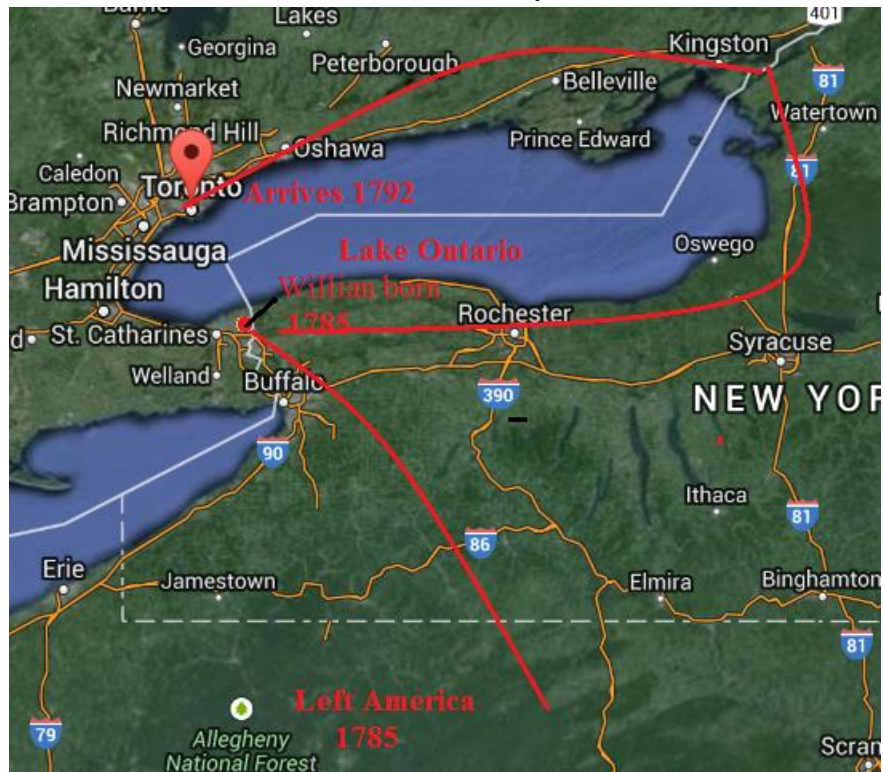 Barrie
Lakes
401
Georgina
Peterborough
Kingston
81
Newmarket
Belleville
Watertown
Richmond Hill
Oshawa
Prince Edward
Caledon
Toronto
Brampton
Arrives 1792
81
Mississauga
Lake Ontario
Oswego
Hamilton
Willian born
1785
Rochester
St. Catharines
Syracuse
Welland
Buffalo
390
NEW YOR
90
Ithaca
86
81
Erie
Jamestown
Elmira
Binghamton
81
Left America
1785
79
Allegheny
National Forest
Scran